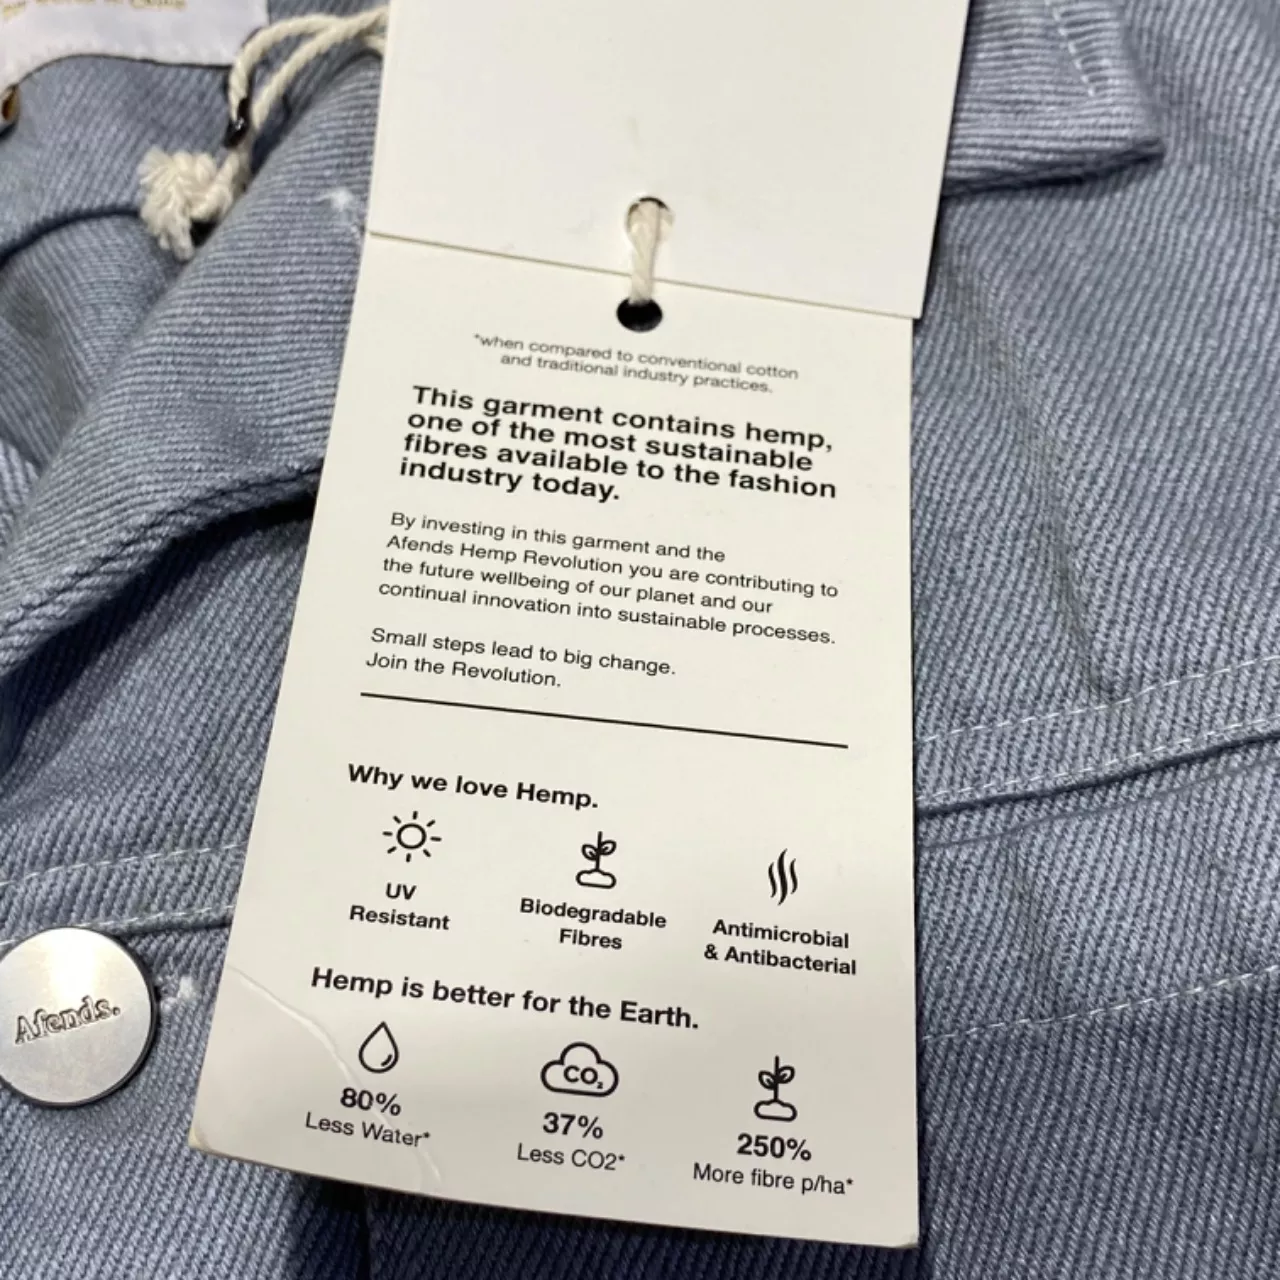 *when compared to conventional cotton
and traditional industry practices.
This garment contains hemp,
one of the most sustainable
fibres available to the fashion
industry today.
By investing in this garment and the
Afends Hemp Revolution you are contributing to
the future wellbeing of our planet and our
continual innovation into sustainable processes.
Small steps lead to big change.
Join the Revolution.
Why we love Hemp.
UV
Resistant
Biodegradable
Fibres
Antimicrobial
& Antibacterial
Hemp is better for the Earth.
CO₂
80%
Less Water*
37%
Less CO2*
250%
More fibre p/ha*
Afends.